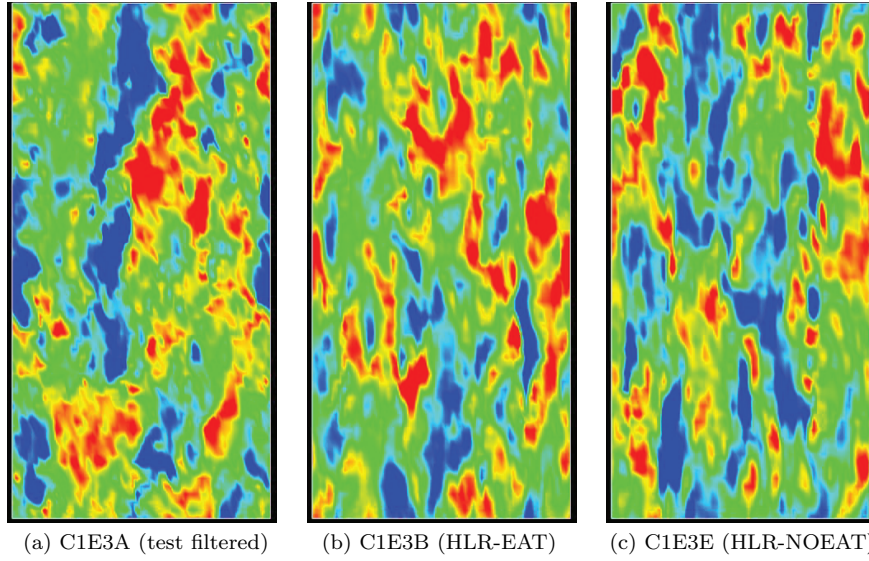 (a) C1E3A (test filtered)
(b) C1E3B (HLR-EAT)
(c) C1E3E (HLR-NOEAT)